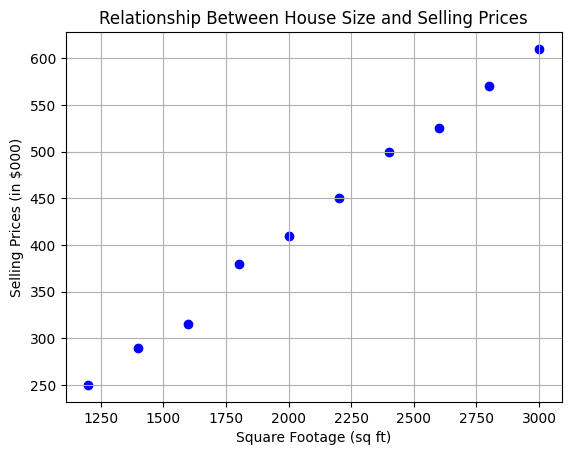 Relationship Between House Size and Selling Prices
Selling Prices (in $000)
600
550
500
450
400
350
300
250
1250 1500 1750 2000 2250 2500 2750 3000
Square Footage (sq ft)